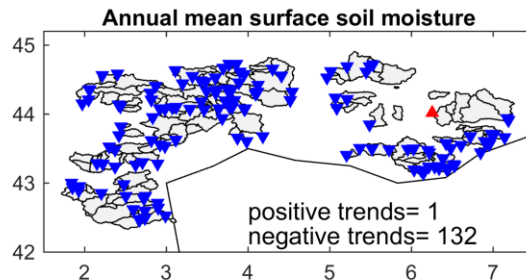 Annual mean surface soil moisture
45
44
43
42
positive trends= 1
negative trends= 132
2 3 4 5 6 7